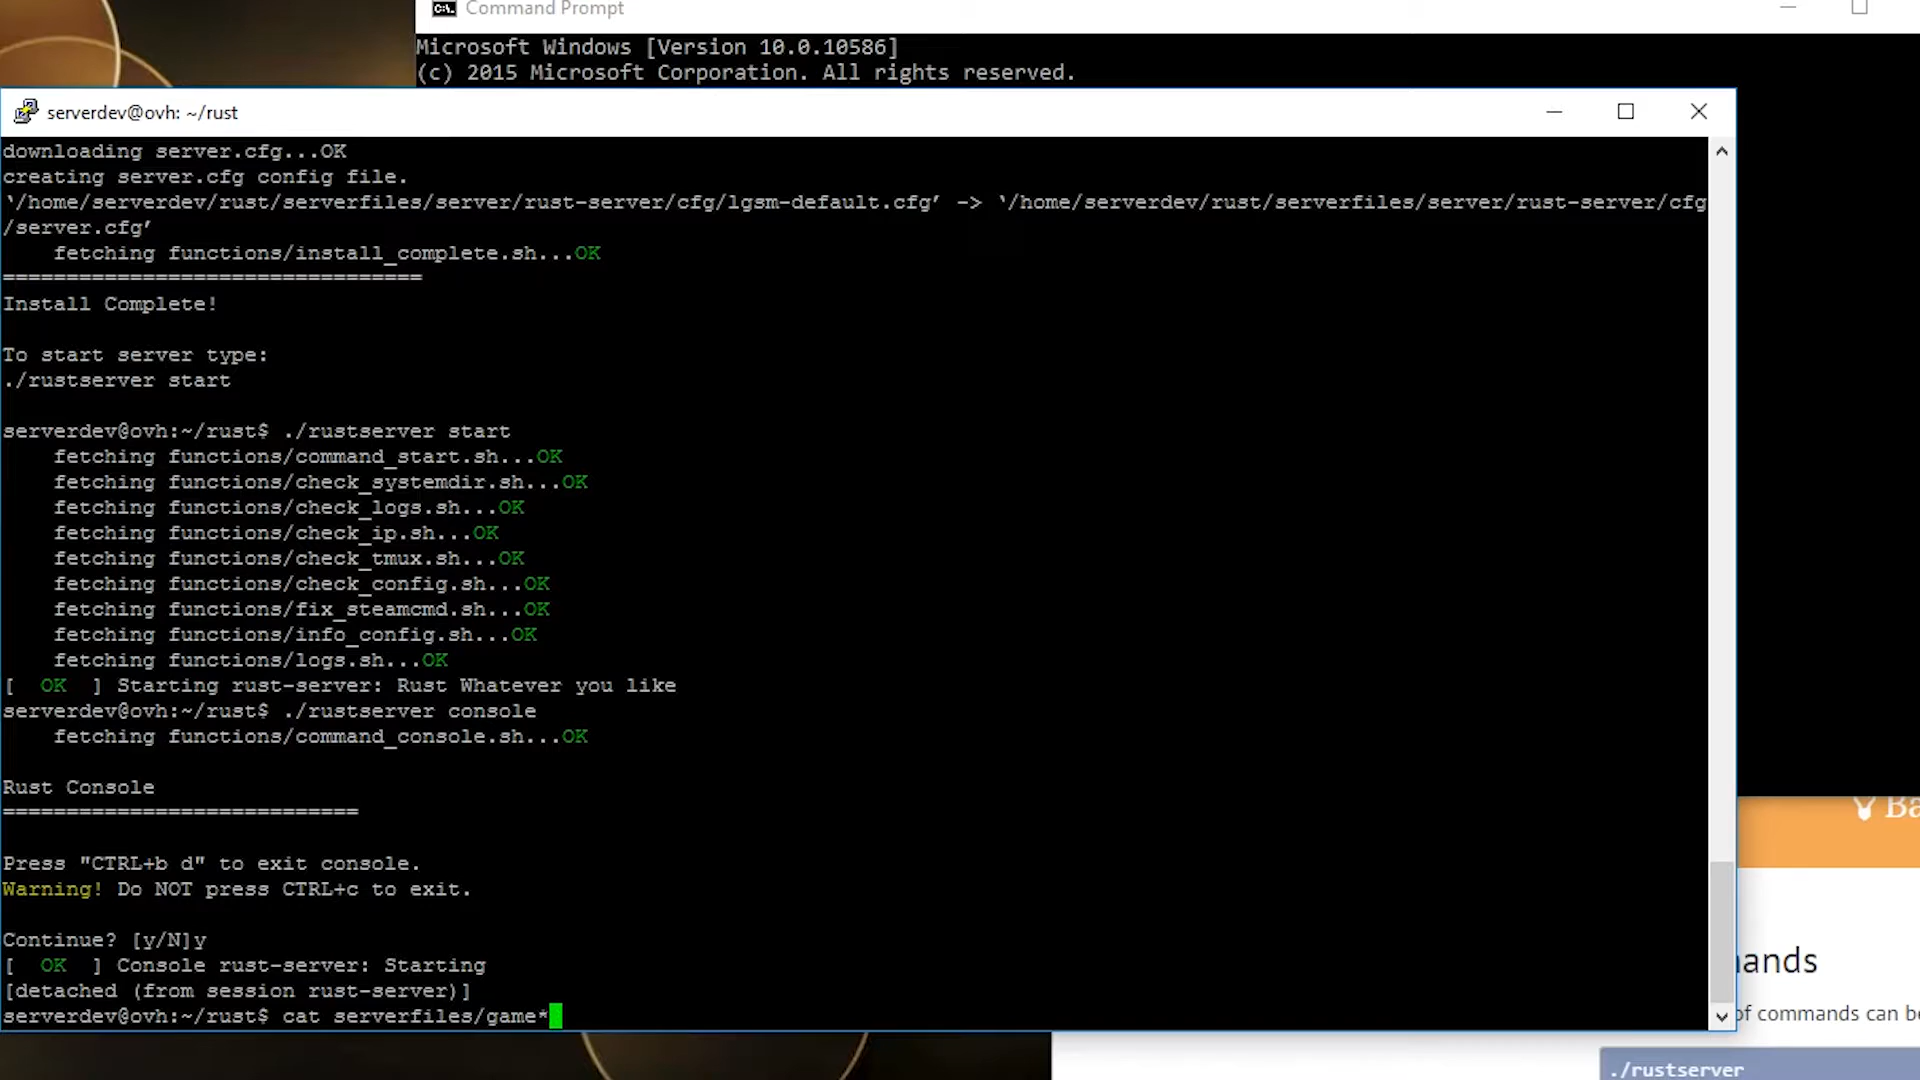 Command Prompt
Microsoft Windows [Version 10.0.10586]
(c) 2015 Microsoft Corporation. All rights reserved.
serverdev@ovh: ~/rust
downloading server.cfg...OK
creating server.cfg config file.
‘/home/serverdev/rust/serverfiles/server/rust-server/cfg/lgsm-default.cfg’ -> ‘/home/serverdev/rust/serverfiles/server/rust-server/cfg
/server.cfg’
fetching functions/install_complete.sh...OK
=================================
Install Complete!
To start server type:
./rustserver start
serverdev@ovh:~/rust$ ./rustserver start
fetching functions/command_start.sh...OK
fetching functions/check_systemdir.sh...OK
fetching functions/check_logs.sh...OK
fetching functions/check_ip.sh...OK
fetching functions/check_tmux.sh...OK
fetching functions/check_config.sh...OK
fetching functions/fix_steamcmd.sh...OK
fetching functions/info_config.sh...OK
fetching functions/logs.sh...OK
[  OK  ] Starting rust-server: Rust Whatever you like
serverdev@ovh:~/rust$ ./rustserver console
fetching functions/command_console.sh...OK
Rust Console
============================
Press "CTRL+b d" to exit console.
Warning! Do NOT press CTRL+c to exit.
Continue? [y/N]y
[  OK  ] Console rust-server: Starting
[detached (from session rust-server)]
serverdev@ovh:~/rust$ cat serverfiles/game*
Ba
ands
of commands can be
./rustserver